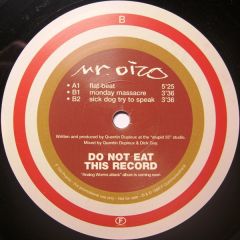 B
mr. oizo
• A1 flat-beat 5'25
• B1 monday massacre 3'36
• B2 sick dog try to speak 3'36
Written and produced by Quentin Dupieux at the "stupid 55" studio.
Mixed by Quentin Dupieux & Dick Guy
DO NOT EAT
THIS RECORD
"Analog Worms attack" album is coming soon
F